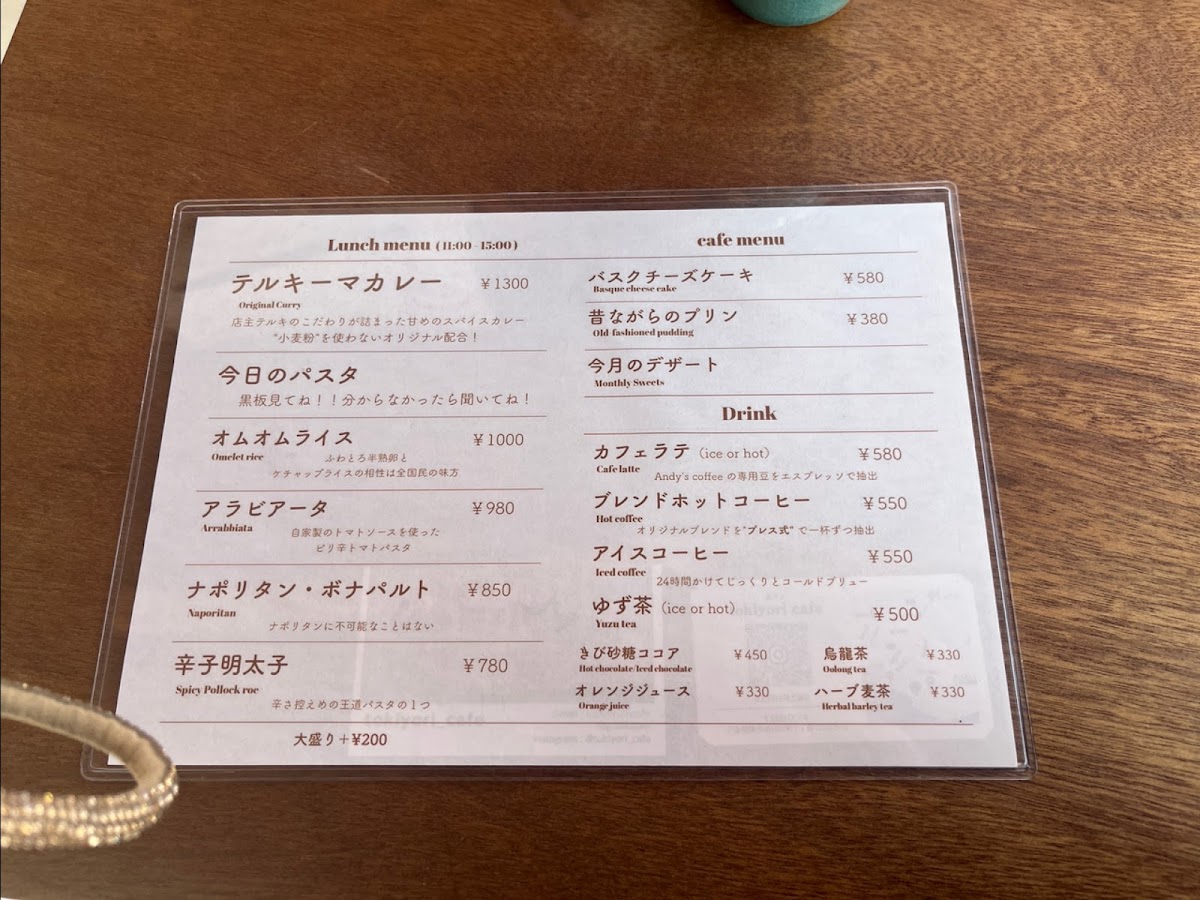 Lunch menu (11:00-15:00)
テルキーマカレー ¥1300
Original Curry
店主テルキのこだわりが詰まった甘めのスパイスカレー
"小麦粉"を使わないオリジナル配合！
今日のパスタ
黒板見てね！！分からなかったら聞いてね！
オムオムライス ¥1000
Omelet rice
ふわとろ半熟卵と
ケチャップライスの相性は全国民の味方
アラビアータ ¥980
Arrabbiata
自家製のトマトソースを使った
ピリ辛トマトパスタ
ナポリタン・ボナパルト ¥850
Naporitan
ナポリタンに不可能なことはない
辛子明太子 ¥780
Spicy Pollock roe
辛さ控えめの王道パスタの１つ
大盛り＋¥200
cafe menu
バスクチーズケーキ ¥580
Basque cheese cake
昔ながらのプリン ¥380
Old-fashioned pudding
今月のデザート
Monthly Sweets
Drink
カフェラテ (ice or hot) ¥580
Cafe latte
Andy's coffee の専用豆をエスプレッソで抽出
ブレンドホットコーヒー ¥550
Hot coffee
オリジナルブレンドを"プレス式" で一杯ずつ抽出
アイスコーヒー ¥550
Iced coffee
24時間かけてじっくりとコールドブリュー
ゆず茶 (ice or hot) ¥500
Yuzu tea
きび砂糖ココア ¥450 烏龍茶 ¥330
Hot chocolate/Iced chocolate Oolong tea
オレンジジュース ¥330 ハーブ麦茶 ¥330
Orange juice Herbal barley tea